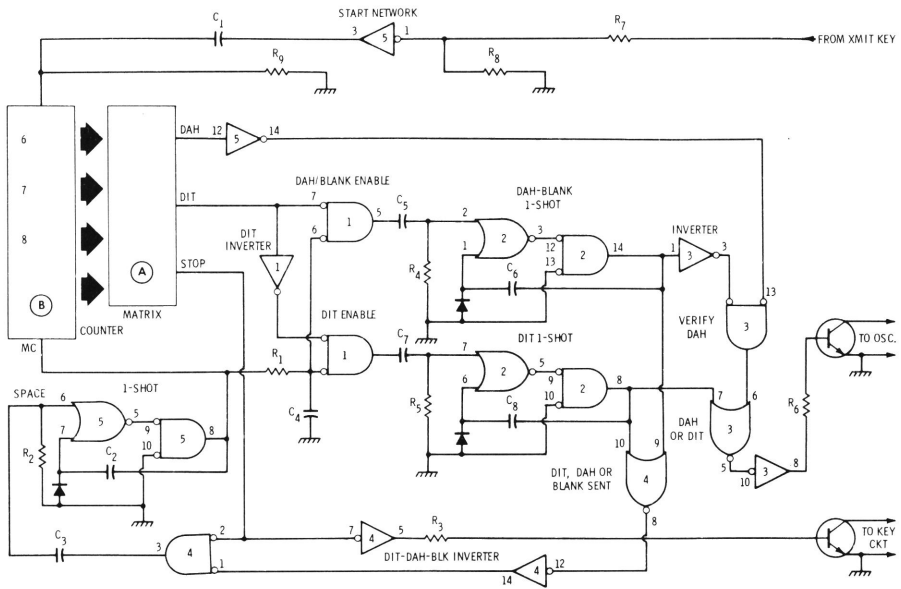 START NETWORK
C1
3
5
1
R7
FROM XMIT KEY
R9
R8
6
7
8
B
MC
COUNTER
A
MATRIX
DAH
12
5
14
DIT
STOP
DAH/BLANK ENABLE
7
6
1
5
C5
DIT INVERTER
1
DIT ENABLE
1
R1
C4
C7
DAH-BLANK
1-SHOT
2
1
2
3
12
13
2
14
R4
C6
INVERTER
1
3
3
13
VERIFY
DAH
3
6
DIT 1-SHOT
7
6
2
5
9
10
2
8
R5
C8
10
9
4
8
DIT, DAH OR
BLANK SENT
DAH
OR DIT
7
3
5
10
3
8
R6
TO OSC.
SPACE
1-SHOT
6
7
5
5
9
10
5
8
R2
C2
C3
3
4
2
1
7
4
5
R3
DIT-DAH-BLK INVERTER
14
4
12
TO KEY
CKT